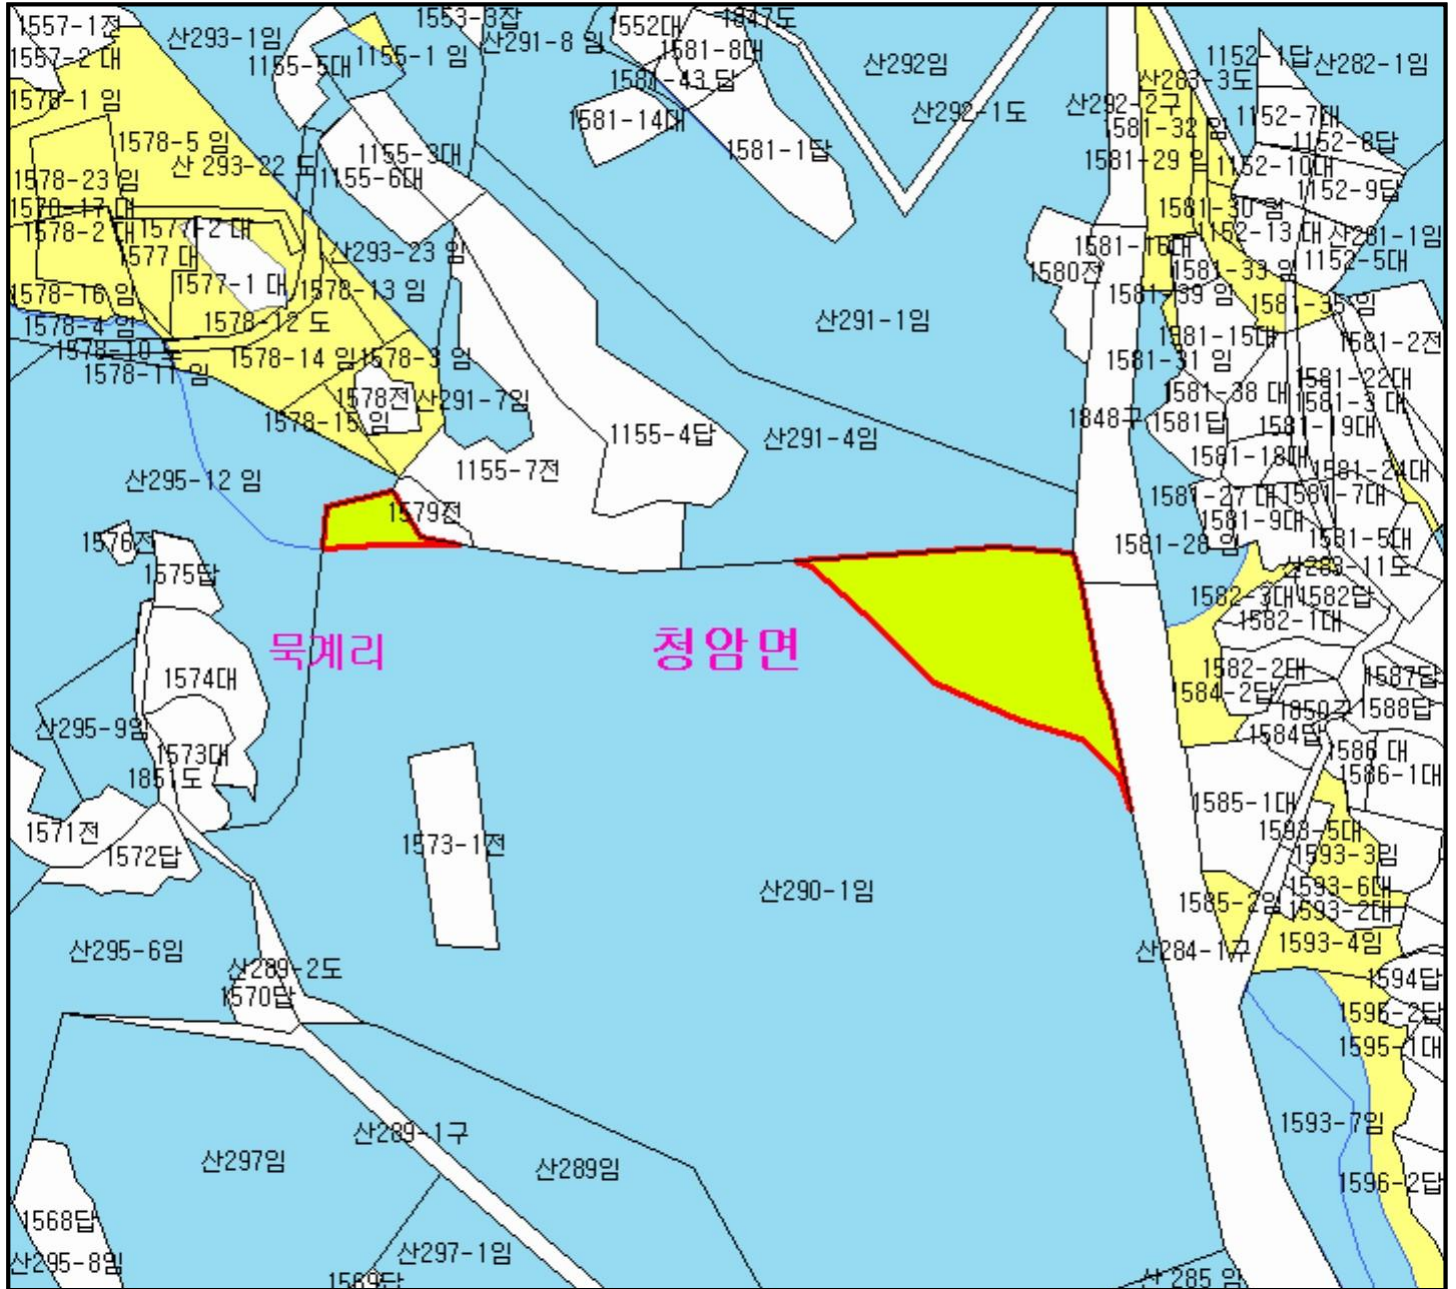 1557-1전
산293-1임
1553-3잡
1552대
1847도
1557-2 대
1155-5대
1155-1 임
산291-8 임
1581-8대
산292임
1152-1답
산282-1임
1578-1 임
1581-43 답
산283-3도
1581-14대
산292-1도
산292-2구
1152-7대
1578-5 임
1155-3대
1581-1답
1581-32 임
1152-8답
산 293-22 도
1155-6대
1581-29 임
1152-10대
1578-23 임
1152-9답
1578-17 대
1581-30 임
1578-2 대
1577-2 대
1152-13 대
산281-1임
1577 대
산293-23 임
1581-16대
1152-5대
1577-1 대
1578-13 임
1580전
1581-33 임
1578-16 임
1581-39 임
1581-35 임
1578-4 임
1578-12 도
산291-1임
1581-15대
1581-2전
1578-14 임
1578-3 임
1581-31 임
1578-11 임
1581-22대
1578전
산291-7임
1581-38 대
1581-3 대
1578-15 임
1848구
1581답
1581-19대
1155-4답
산291-4임
1581-18대
산295-12 임
1155-7전
1581-24대
1581-27 대
1581-7대
1579전
1581-9대
1576전
1581-28 임
1581-5대
1575답
산283-11도
1582-3대
1582답
1582-1대
묵계리
청암면
1574대
1582-2대
1587답
1584-2답
1588답
산295-9임
1584답
1573대
1586 대
1851도
1586-1대
1585-1대
1571전
1573-1전
1593-5대
1572답
1593-3임
산290-1임
1593-6대
1585-2임
1593-2대
산295-6임
산284-1구
1593-4임
산289-2도
1594답
1570답
1595-2답
1595-1대
산289-1구
1593-7임
산297임
산289임
1596-2답
1568답
산295-8임
산297-1임
1569답
산 285 임